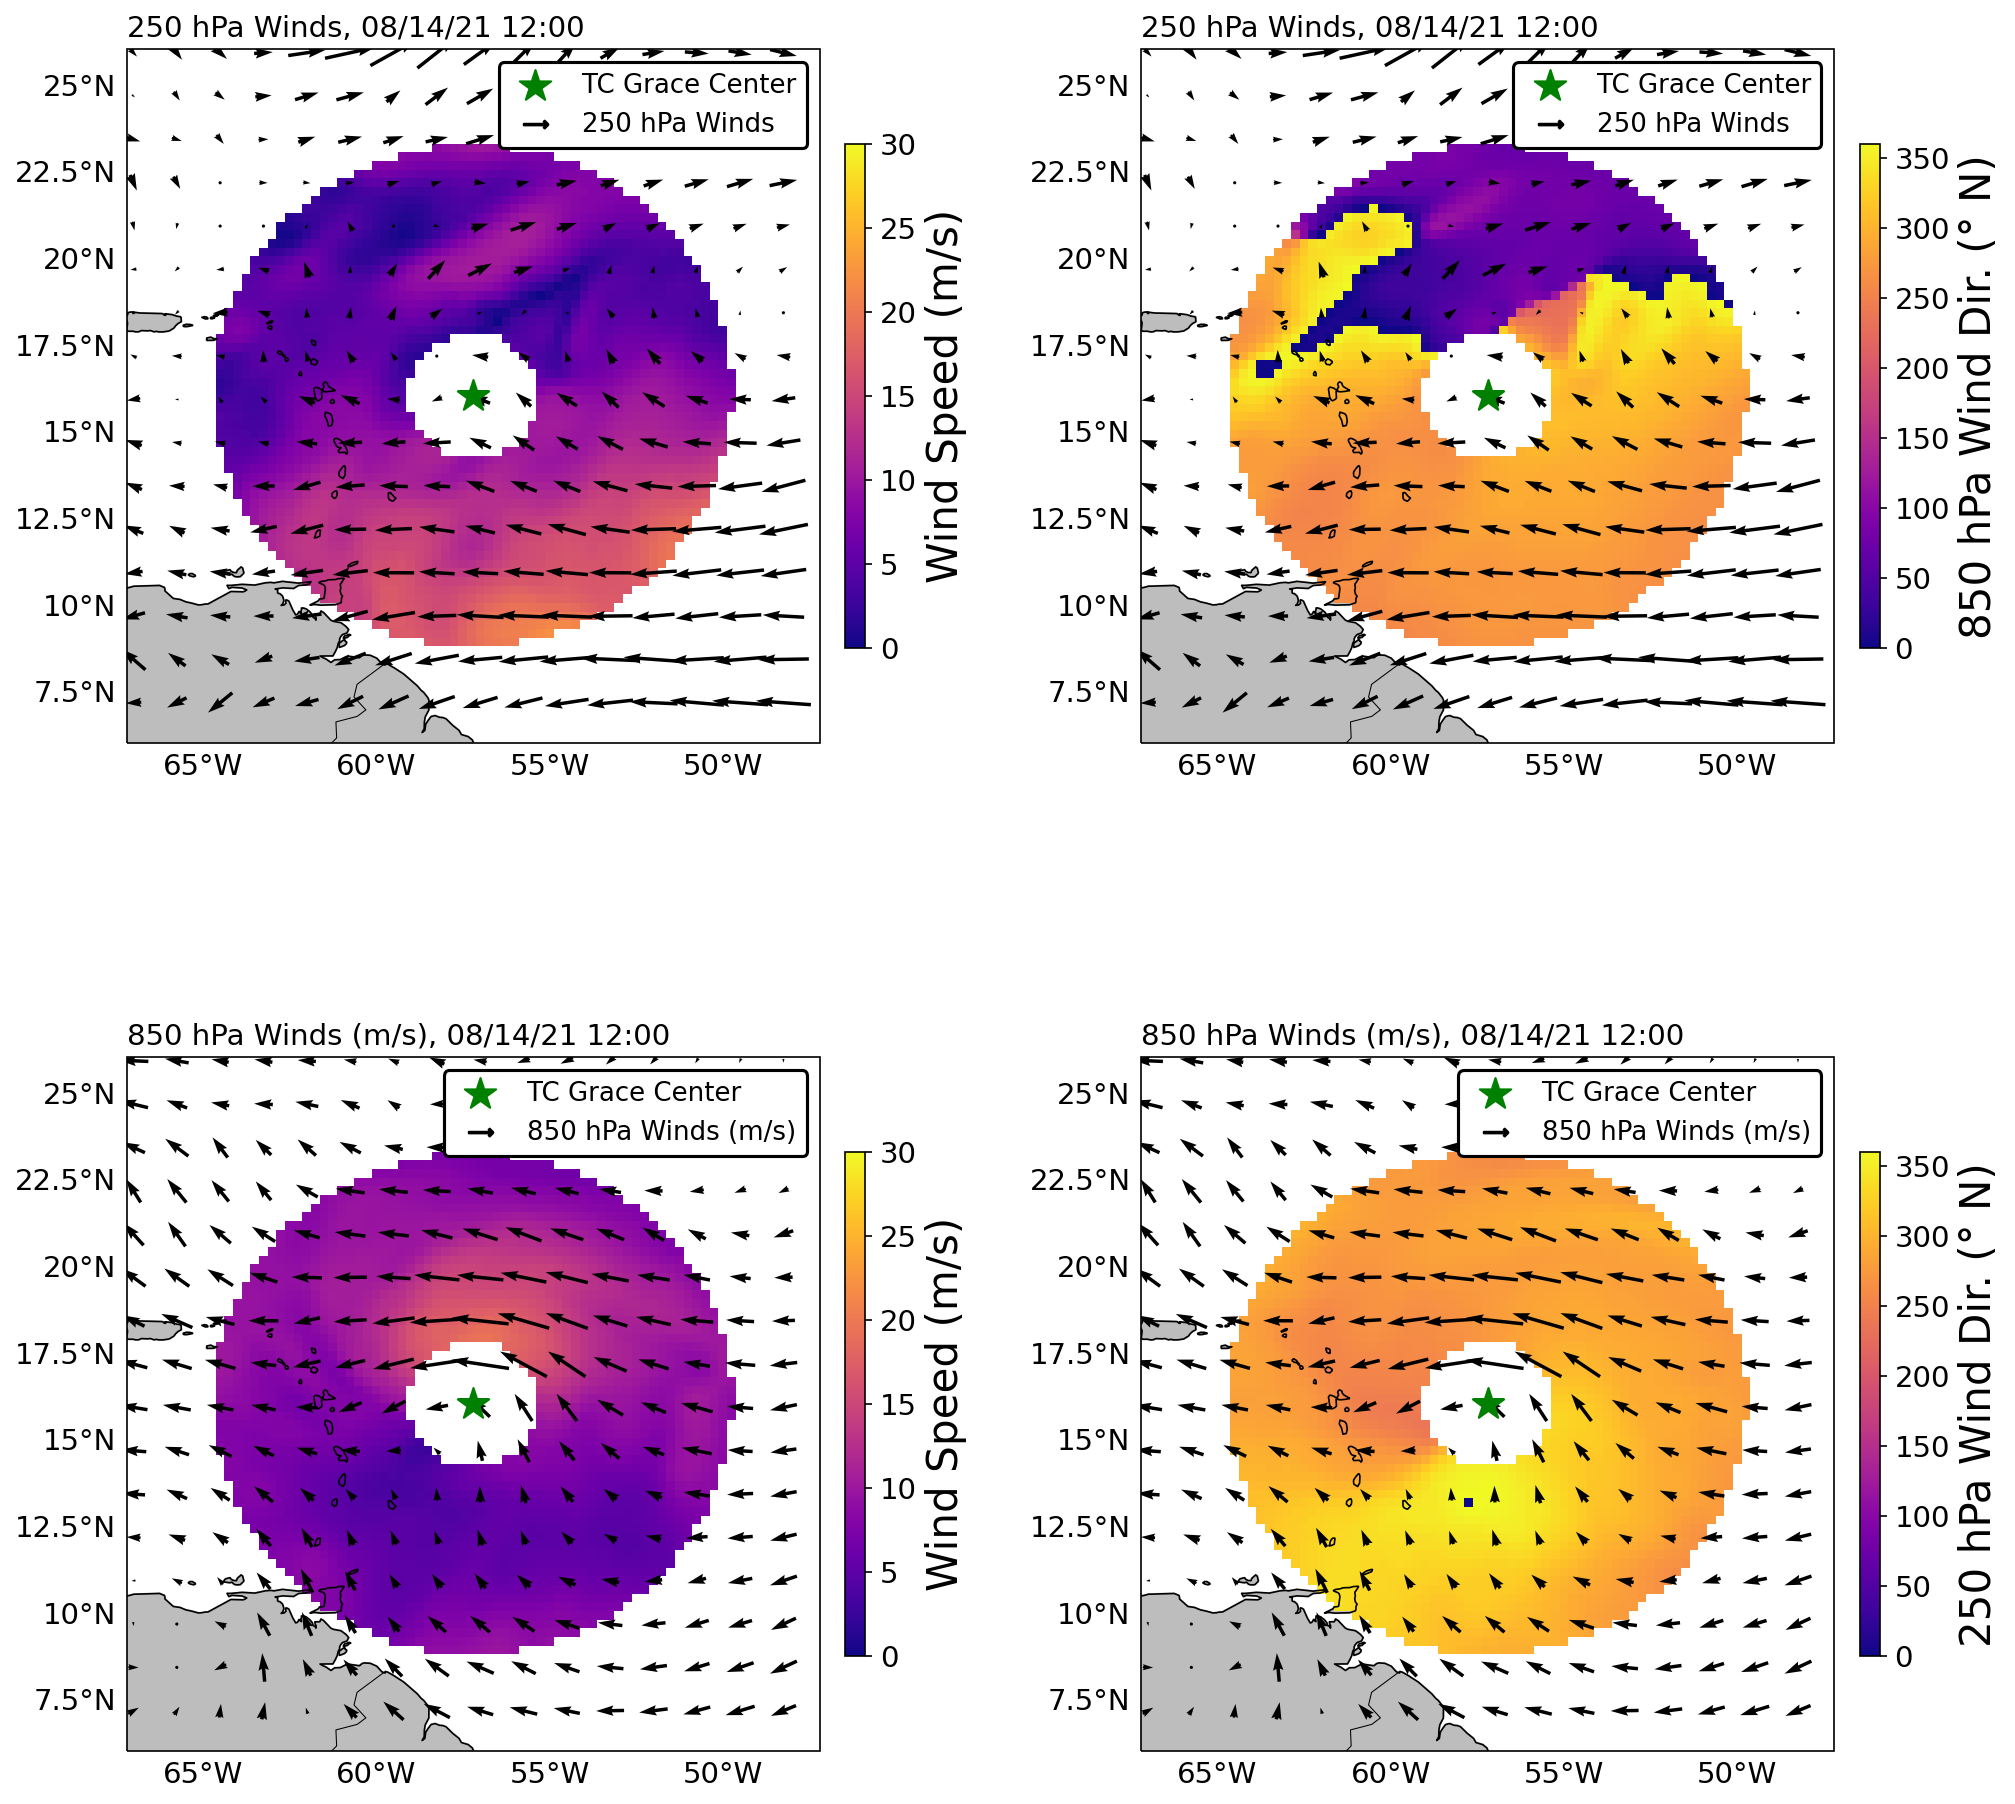 250 hPa Winds, 08/14/21 12:00
25°N
22.5°N
20°N
17.5°N
15°N
12.5°N
10°N
7.5°N
65°W 60°W 55°W 50°W
TC Grace Center
250 hPa Winds
30
25
20
15
10
5
0
Wind Speed (m/s)
250 hPa Winds, 08/14/21 12:00
25°N
22.5°N
20°N
17.5°N
15°N
12.5°N
10°N
7.5°N
65°W 60°W 55°W 50°W
TC Grace Center
250 hPa Winds
350
300
250
200
150
100
50
0
850 hPa Wind Dir. (° N)
850 hPa Winds (m/s), 08/14/21 12:00
25°N
22.5°N
20°N
17.5°N
15°N
12.5°N
10°N
7.5°N
65°W 60°W 55°W 50°W
TC Grace Center
850 hPa Winds (m/s)
30
25
20
15
10
5
0
Wind Speed (m/s)
850 hPa Winds (m/s), 08/14/21 12:00
25°N
22.5°N
20°N
17.5°N
15°N
12.5°N
10°N
7.5°N
65°W 60°W 55°W 50°W
TC Grace Center
850 hPa Winds (m/s)
350
300
250
200
150
100
50
0
250 hPa Wind Dir. (° N)